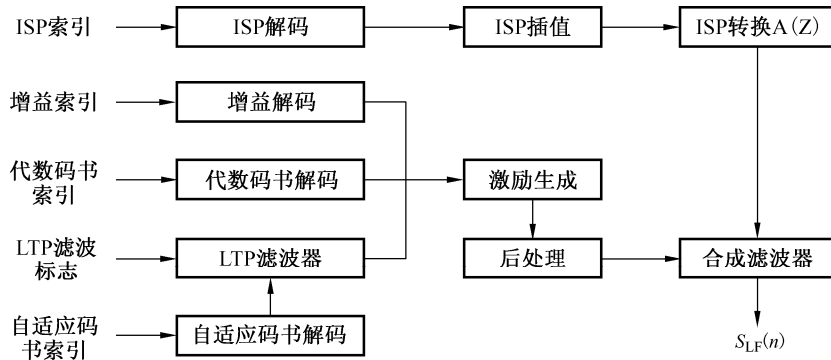 ISP索引
ISP解码
ISP插值
ISP转换A(Z)
增益索引
增益解码
代数码书
索引
代数码书解码
激励生成
LTP滤波
标志
LTP滤波器
后处理
合成滤波器
自适应码
书索引
自适应码书解码
S_LF(n)